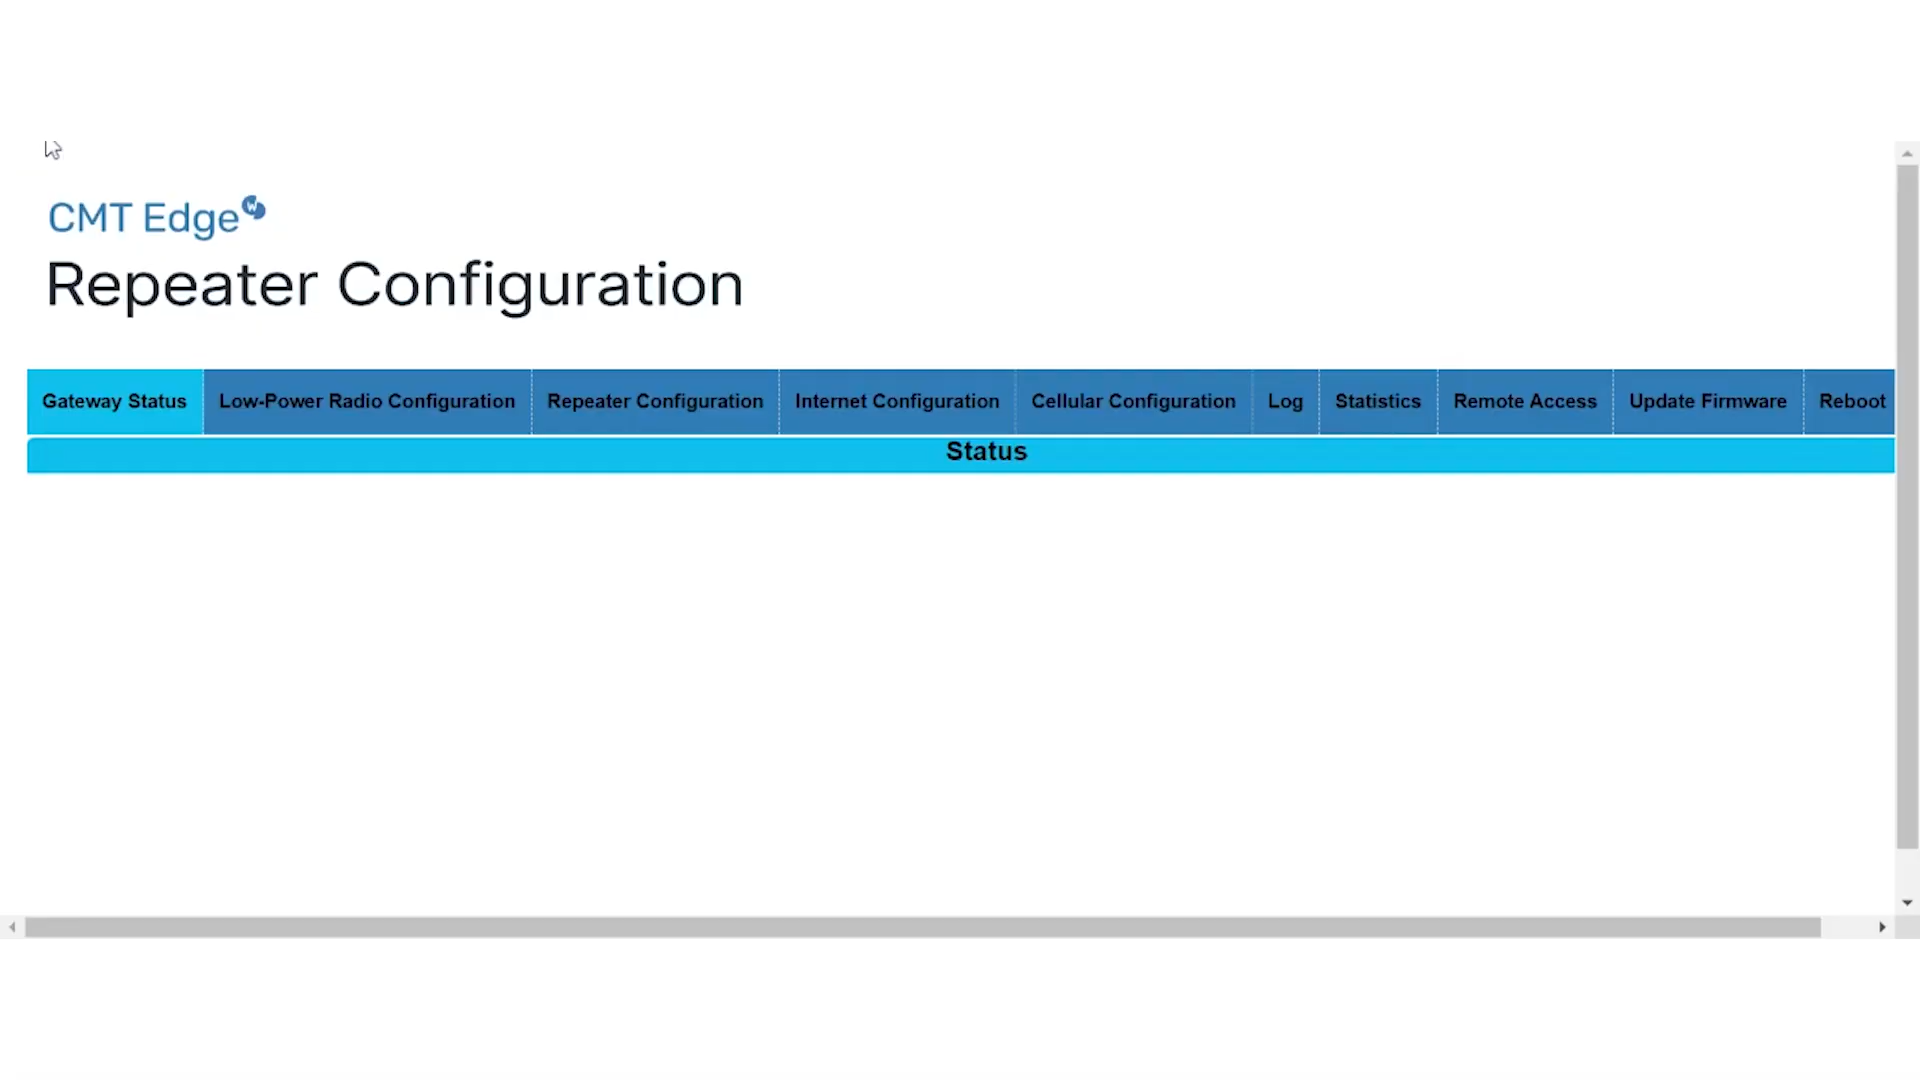 CMT Edge
Repeater Configuration
Gateway Status Low-Power Radio Configuration Repeater Configuration Internet Configuration Cellular Configuration Log Statistics Remote Access Update Firmware Reboot
Status